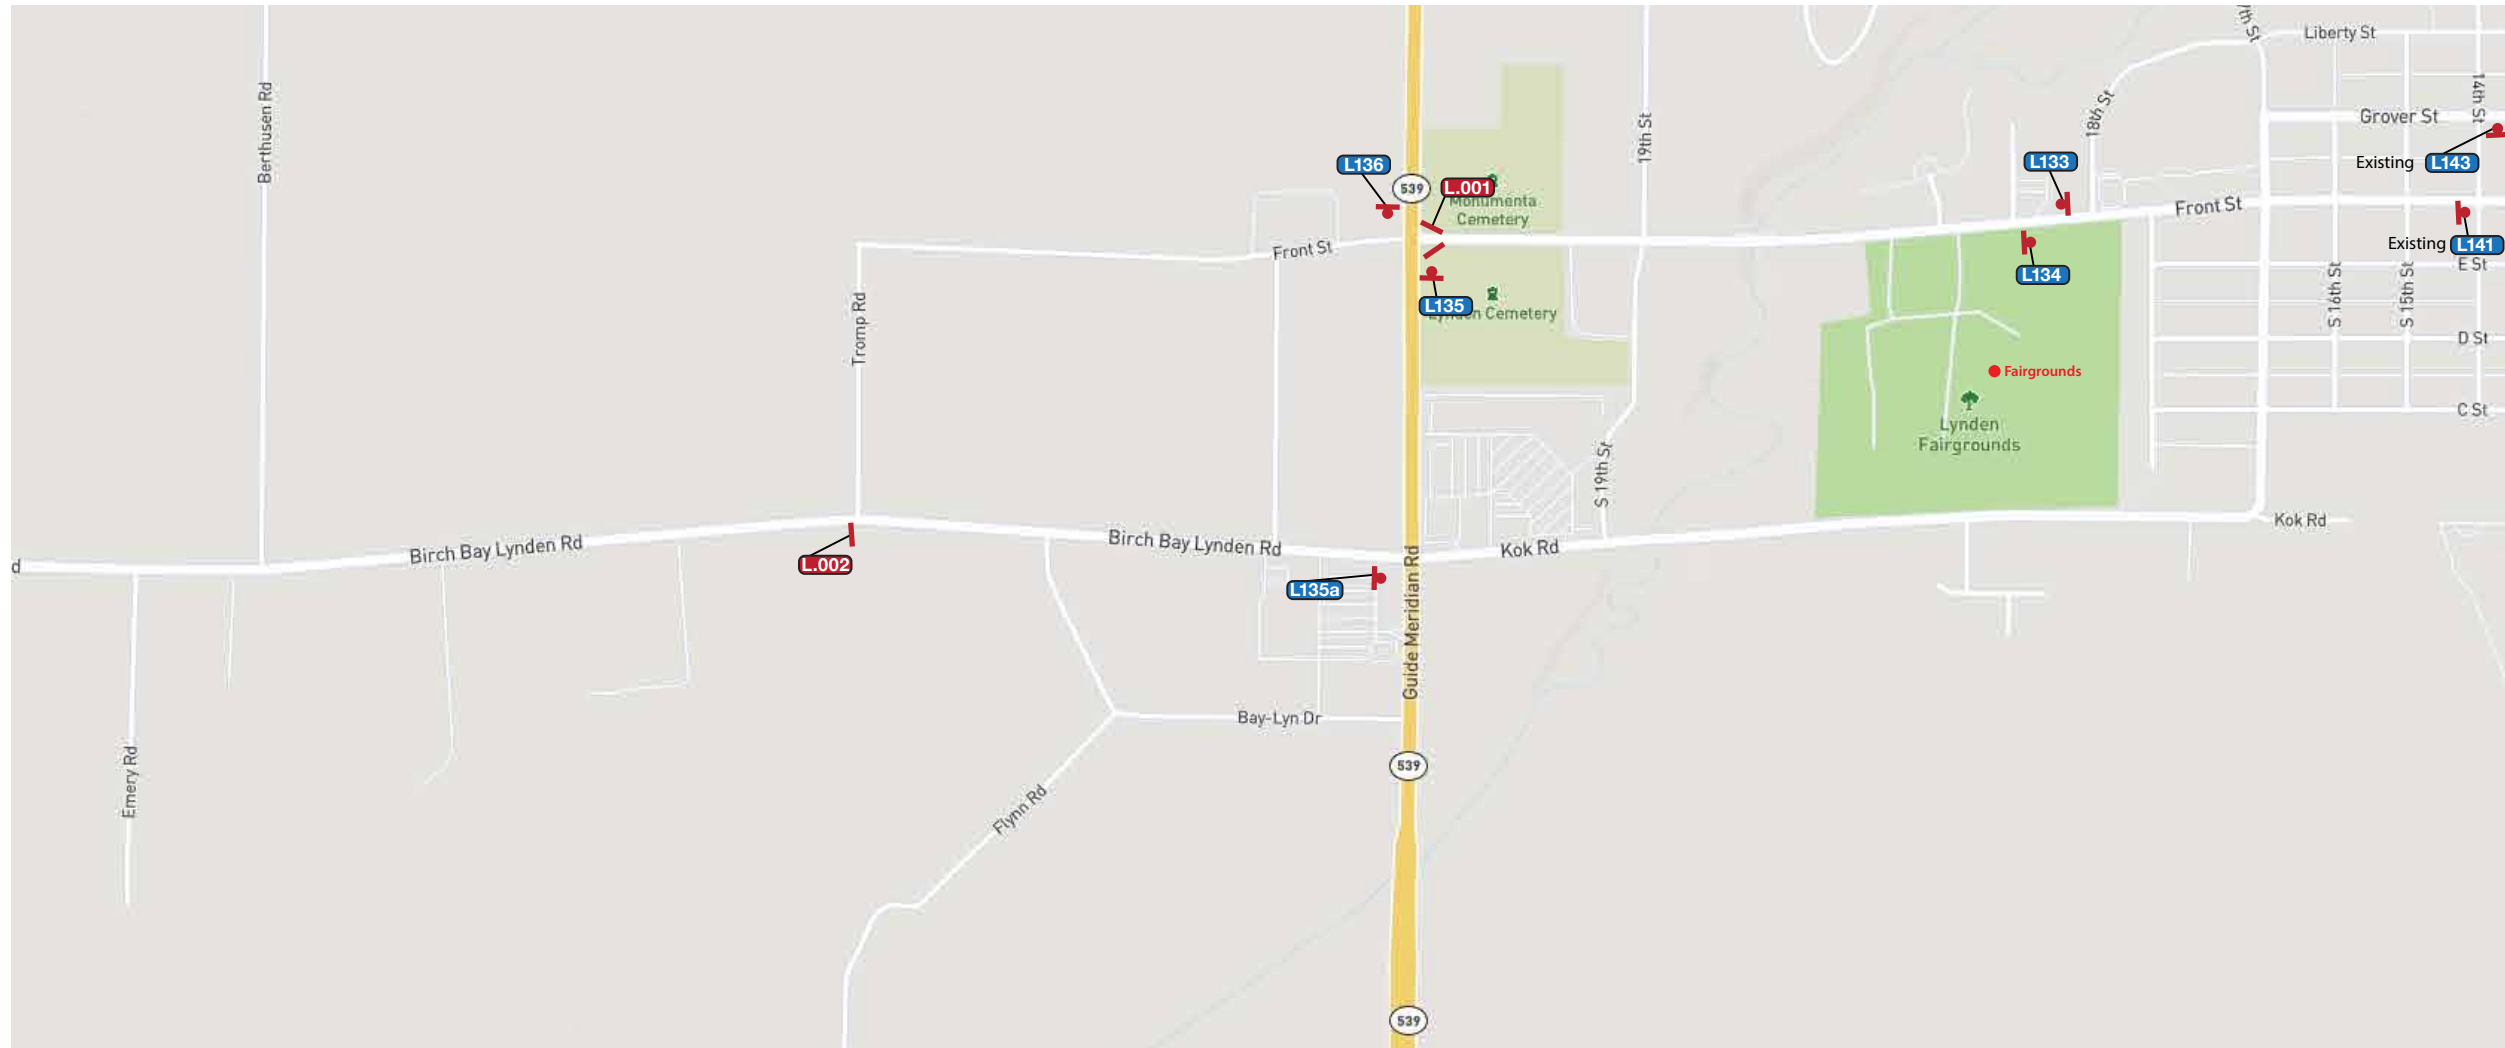 Liberty St
7th St
14th St
Grover St
18th St
19th St
Berthusen Rd
L136
L133
Existing L143
539
L.001
Monumenta
Cemetery
Front St
Front St
Existing L141
E St
L134
L135
Lynden Cemetery
S 16th St
S 15th St
Tromp Rd
D St
Fairgrounds
C St
Lynden
Fairgrounds
S 19th St
Kok Rd
Birch Bay Lynden Rd
Birch Bay Lynden Rd
Kok Rd
d
L.002
L135a
Guide Meridian Rd
Bay-Lyn Dr
539
Emery Rd
Flynn Rd
539